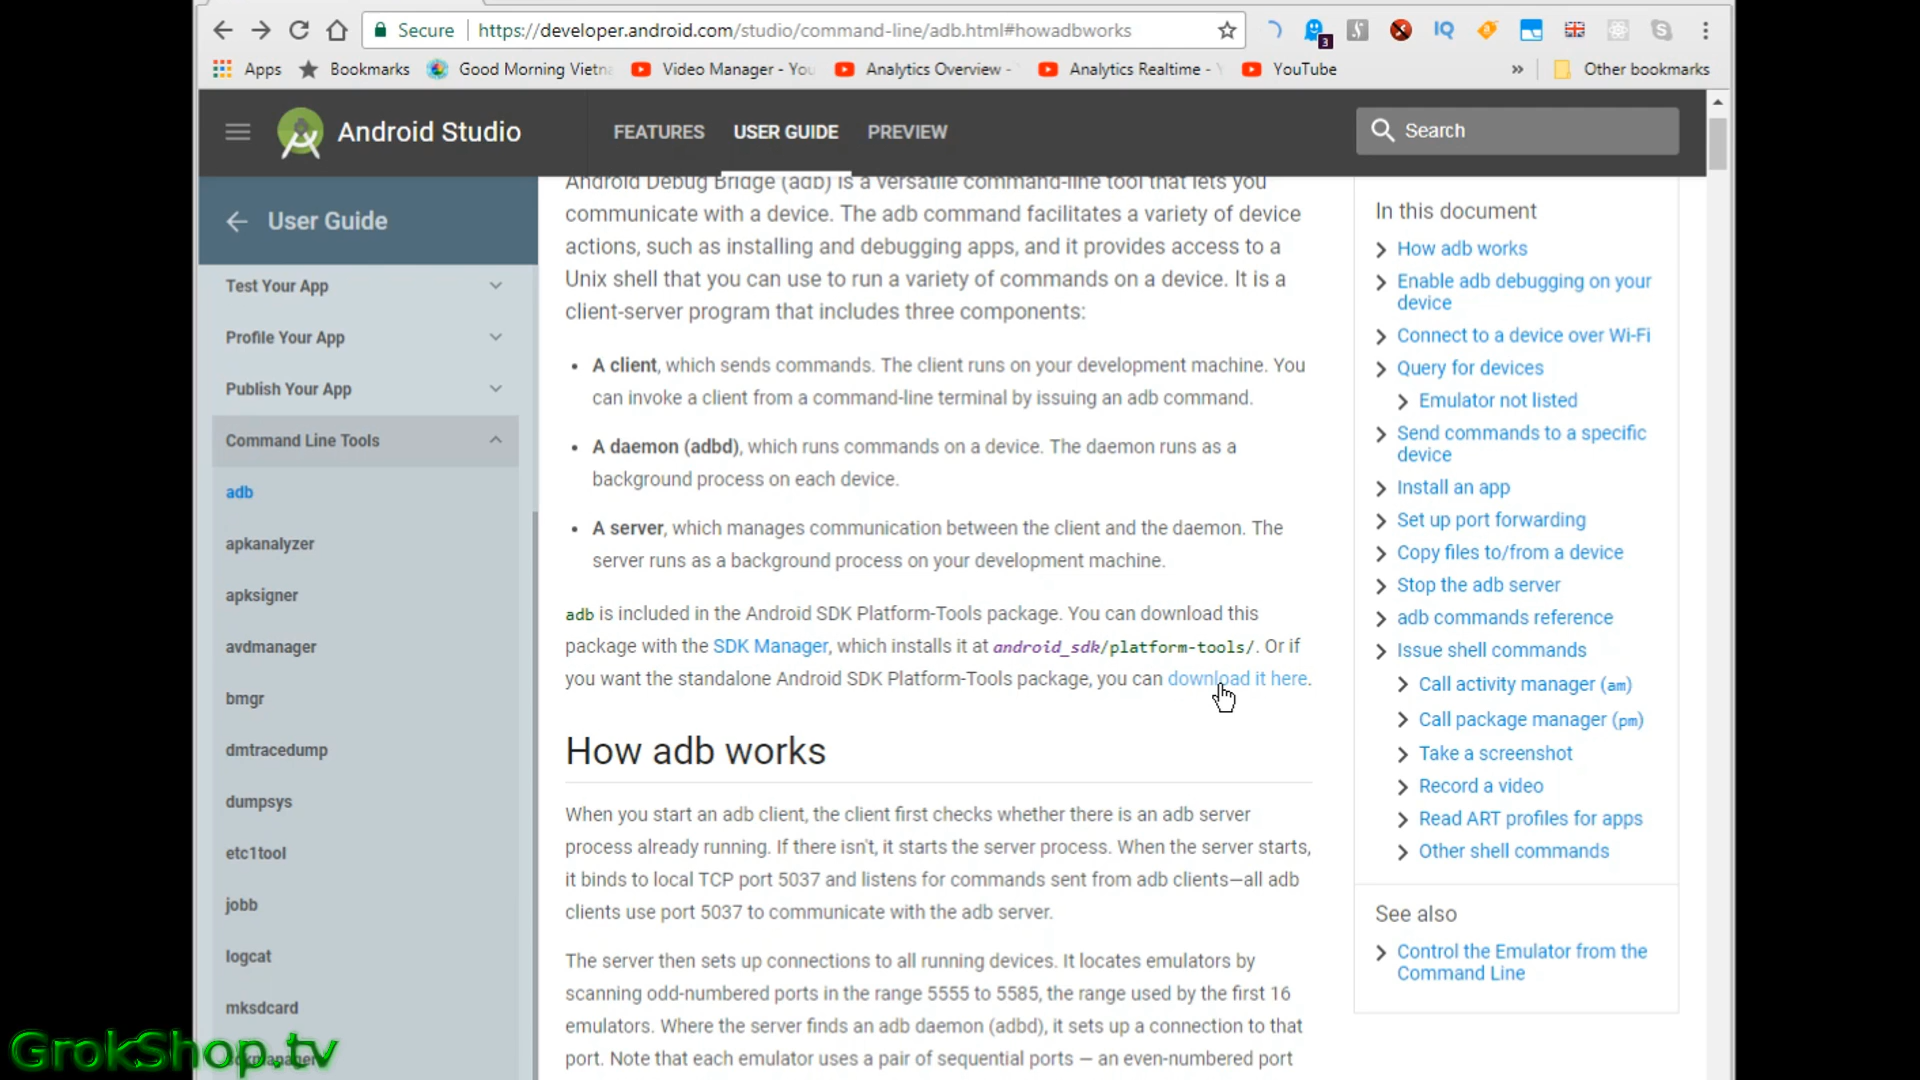 Secure https://developer.android.com/studio/command-line/adb.html#howadbworks
3
Apps Bookmarks Good Morning Vietn Video Manager - You Analytics Overview - Analytics Realtime - Y YouTube » Other bookmarks
Android Studio FEATURES USER GUIDE PREVIEW Search
User Guide
Test Your App
Profile Your App
Publish Your App
Command Line Tools
adb
apkanalyzer
apksigner
avdmanager
bmgr
dmtracedump
dumpsys
etc1tool
jobb
logcat
mksdcard
Android Debug Bridge (adb) is a versatile command-line tool that lets you
communicate with a device. The adb command facilitates a variety of device
actions, such as installing and debugging apps, and it provides access to a
Unix shell that you can use to run a variety of commands on a device. It is a
client-server program that includes three components:
• A client, which sends commands. The client runs on your development machine. You
can invoke a client from a command-line terminal by issuing an adb command.
• A daemon (adbd), which runs commands on a device. The daemon runs as a
background process on each device.
• A server, which manages communication between the client and the daemon. The
server runs as a background process on your development machine.
adb is included in the Android SDK Platform-Tools package. You can download this
package with the SDK Manager, which installs it at android_sdk/platform-tools/. Or if
you want the standalone Android SDK Platform-Tools package, you can download it here.
How adb works
When you start an adb client, the client first checks whether there is an adb server
process already running. If there isn't, it starts the server process. When the server starts,
it binds to local TCP port 5037 and listens for commands sent from adb clients—all adb
clients use port 5037 to communicate with the adb server.
The server then sets up connections to all running devices. It locates emulators by
scanning odd-numbered ports in the range 5555 to 5585, the range used by the first 16
emulators. Where the server finds an adb daemon (adbd), it sets up a connection to that
port. Note that each emulator uses a pair of sequential ports — an even-numbered port
In this document
How adb works
Enable adb debugging on your
device
Connect to a device over Wi-Fi
Query for devices
Emulator not listed
Send commands to a specific
device
Install an app
Set up port forwarding
Copy files to/from a device
Stop the adb server
adb commands reference
Issue shell commands
Call activity manager (am)
Call package manager (pm)
Take a screenshot
Record a video
Read ART profiles for apps
Other shell commands
See also
Control the Emulator from the
Command Line
GrokShop.tv